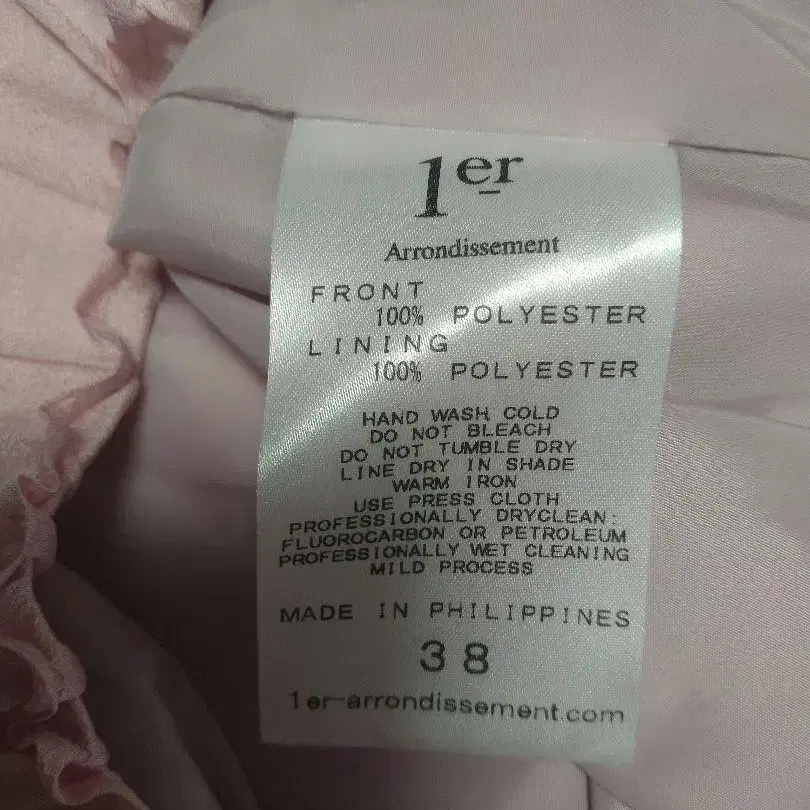 1er
Arrondissement
FRONT
100% POLYESTER
LINING
100% POLYESTER
HAND WASH COLD
DO NOT BLEACH
DO NOT TUMBLE DRY
LINE DRY IN SHADE
WARM IRON
USE PRESS CLOTH
PROFESSIONALLY DRYCLEAN:
FLUOROCARBON OR PETROLEUM
PROFESSIONALLY WET CLEANING
MILD PROCESS
MADE IN PHILIPPINES
38
1er-arrondissement.com